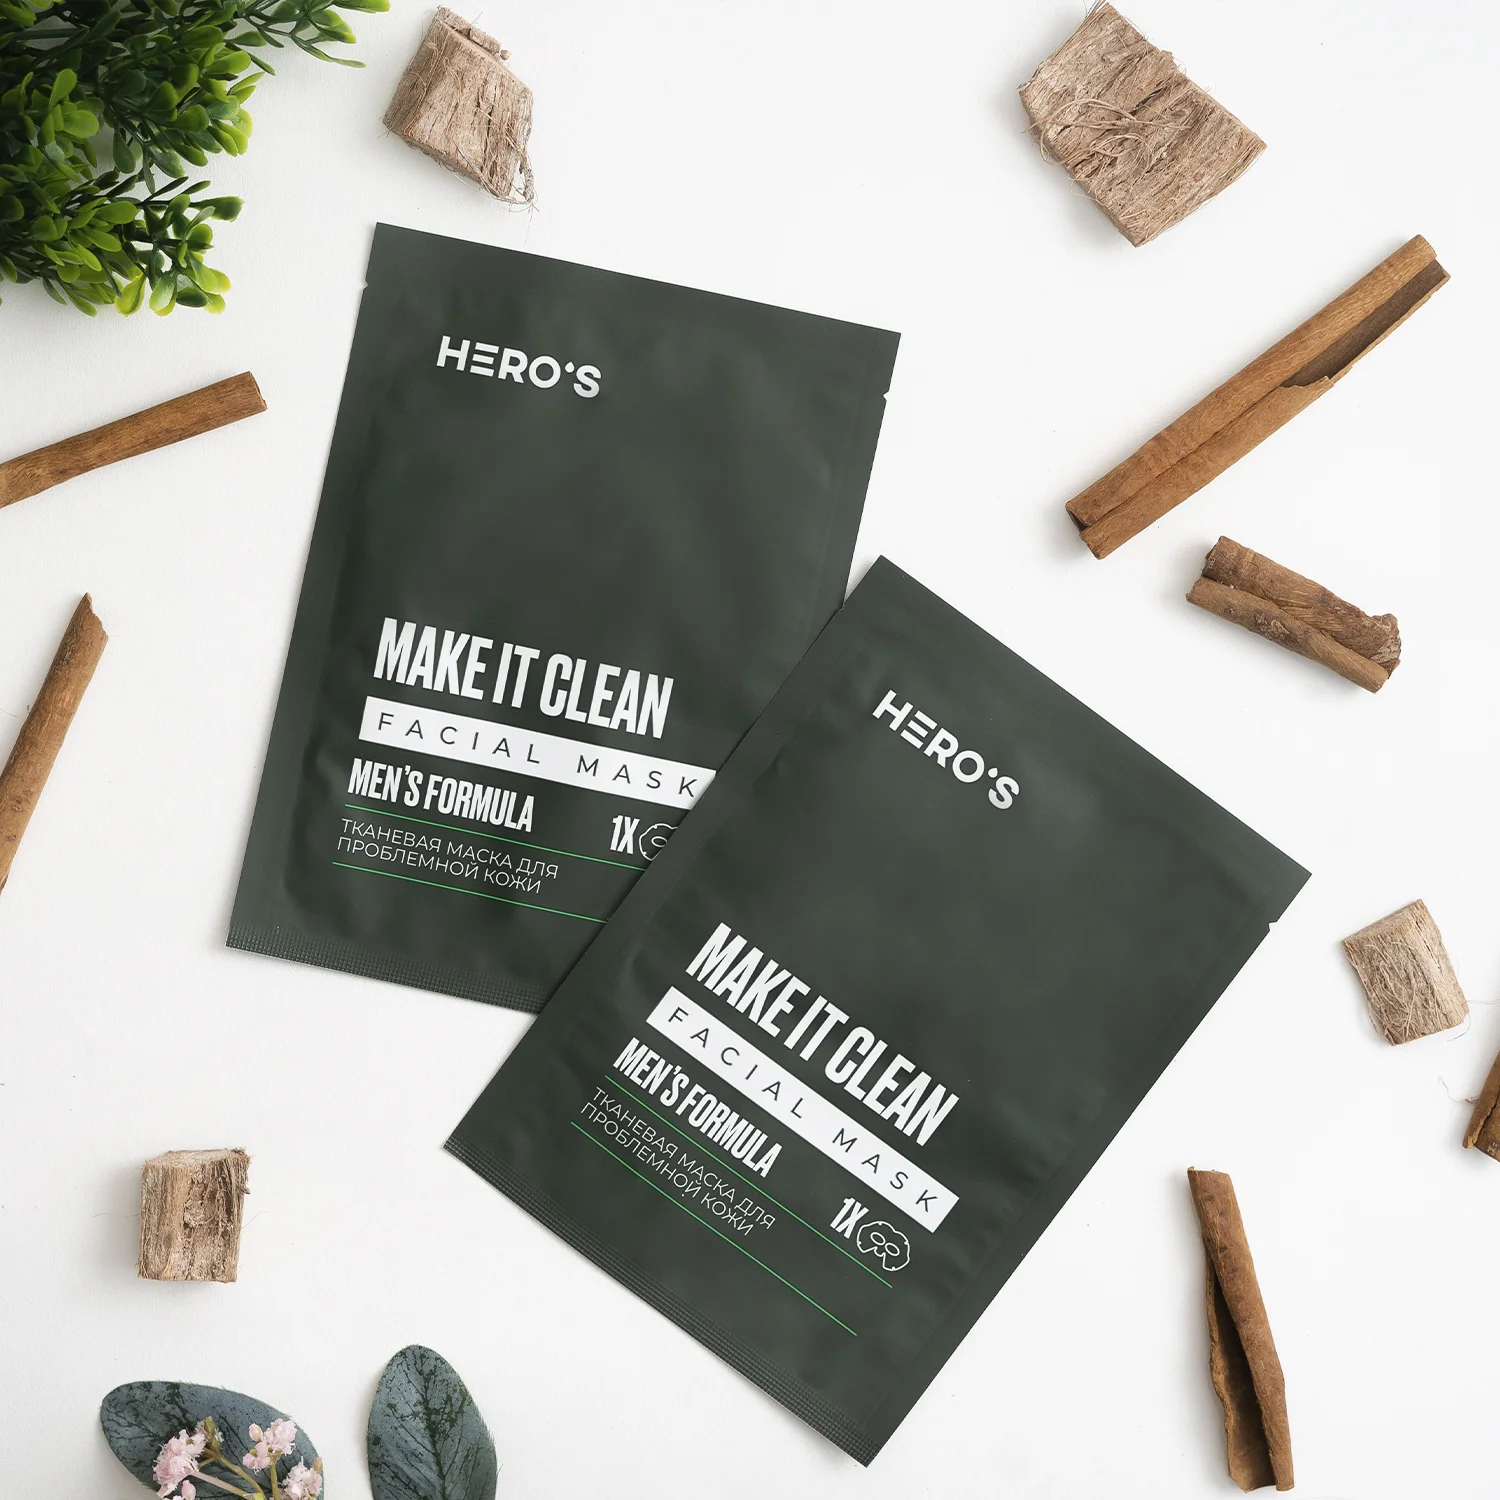 HERO'S
MAKE IT CLEAN
FACIAL MASK
MEN'S FORMULA
1X
ТКАНЕВАЯ МАСКА ДЛЯ
ПРОБЛЕМНОЙ КОЖИ
HERO'S
MAKE IT CLEAN
FACIAL MASK
MEN'S FORMULA
ТКАНЕВАЯ МАСКА ДЛЯ
ПРОБЛЕМНОЙ КОЖИ
1X